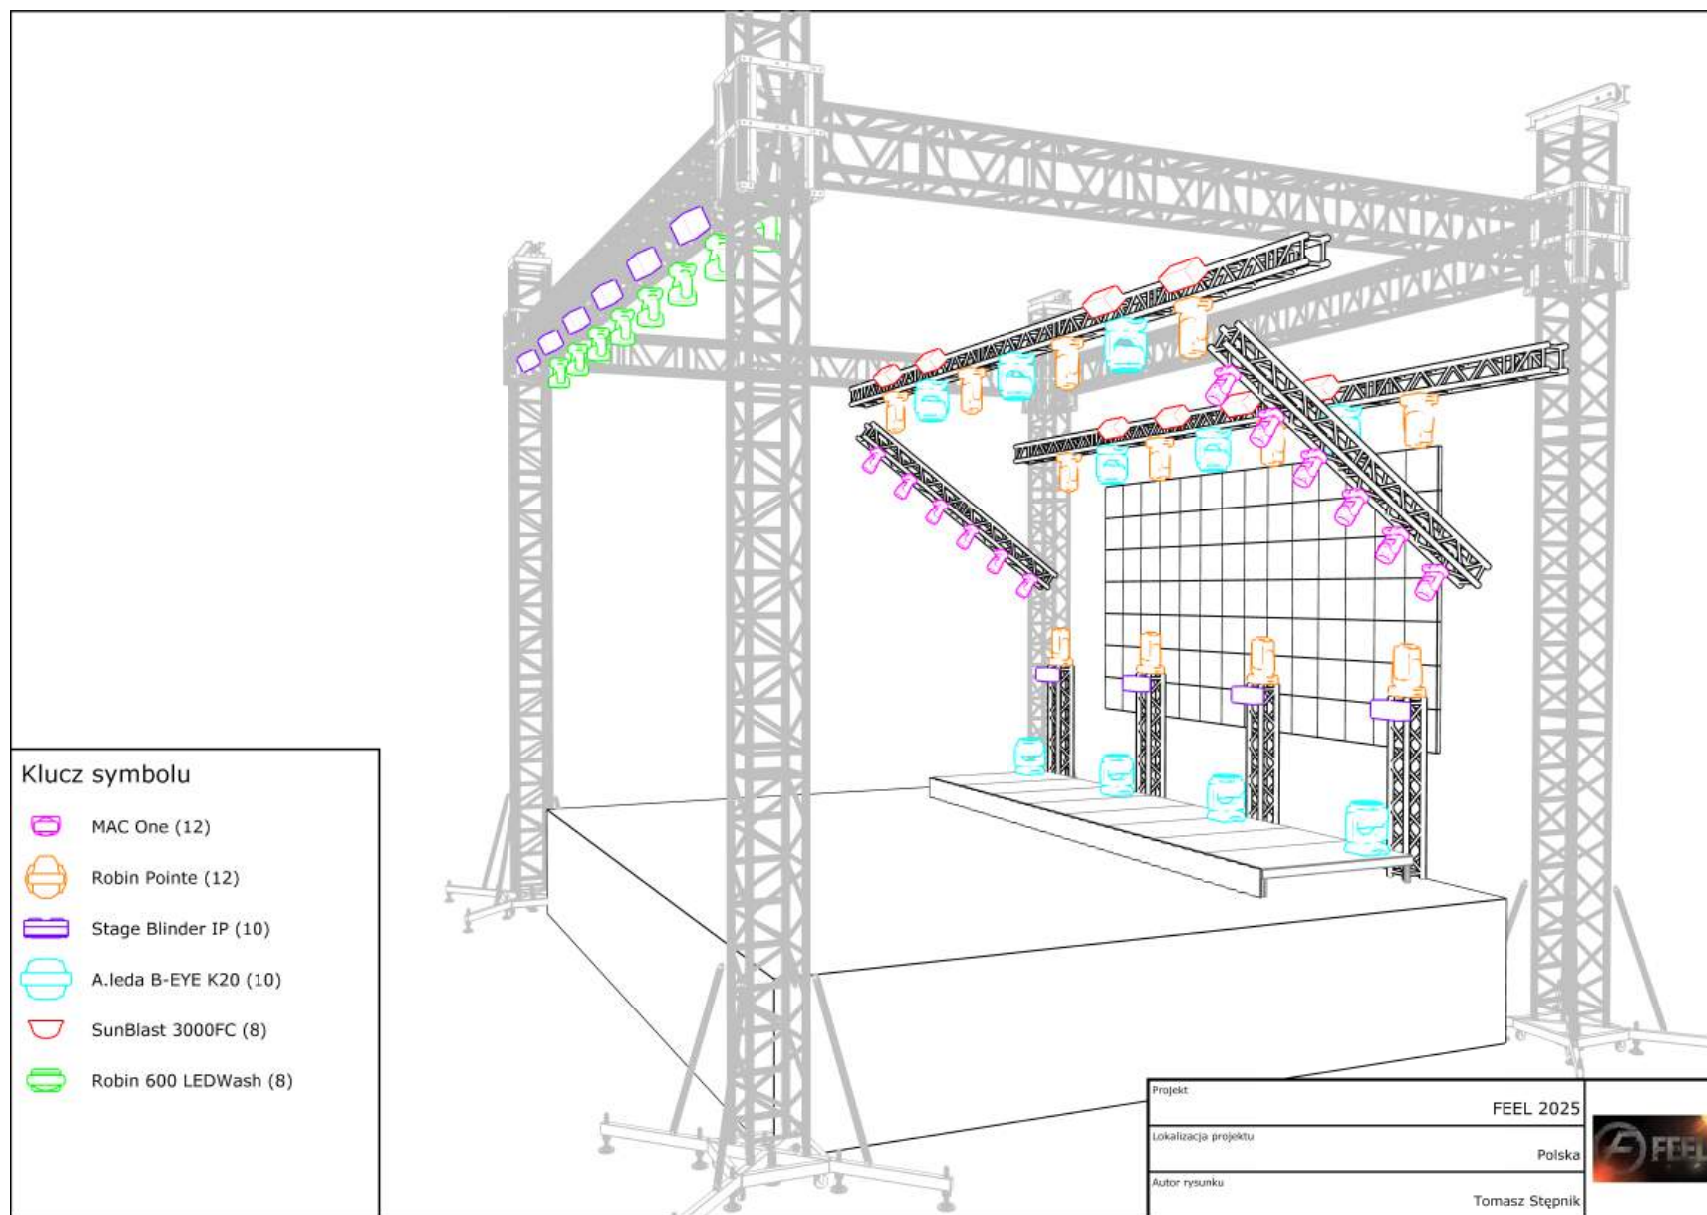 Klucz symbolu
MAC One (12)
Robin Pointe (12)
Stage Blinder IP (10)
A.leda B-EYE K20 (10)
SunBlast 3000FC (8)
Robin 600 LEDWash (8)
Projekt
FEEL 2025
Lokalizacja projektu
Polska
Autor rysunku
Tomasz Stępnik
FEEL